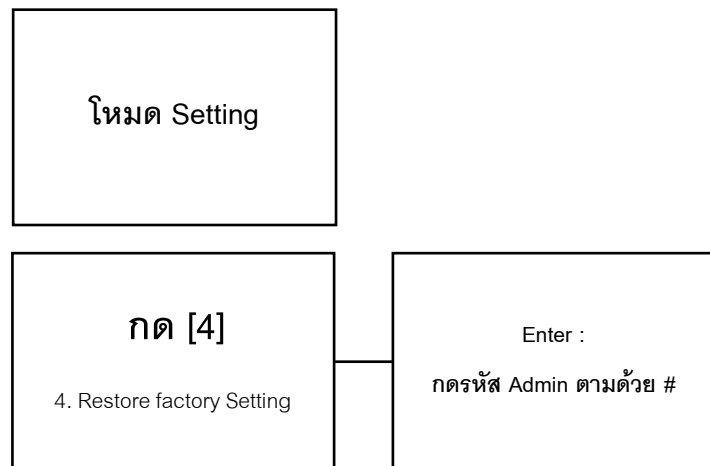 โหมด Setting
กด [4]
4. Restore factory Setting
Enter :
กดรหัส Admin ตามด้วย #